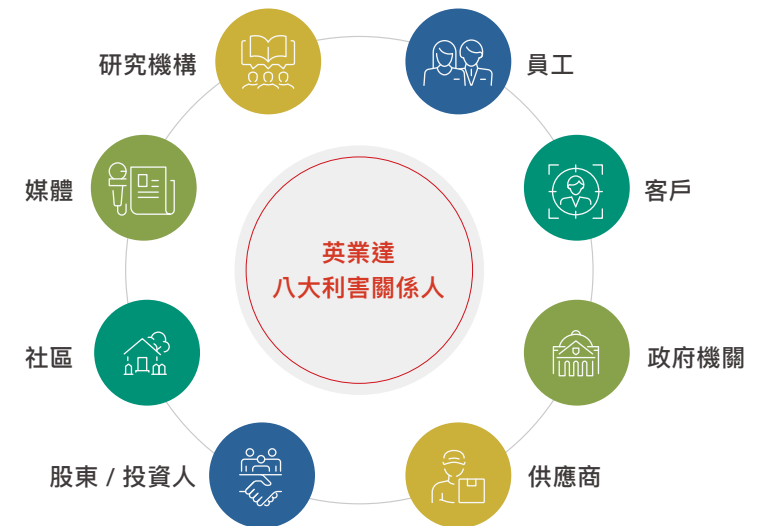 研究機構
員工
媒體
客戶
英業達
八大利害關係人
社區
政府機關
股東 / 投資人
供應商